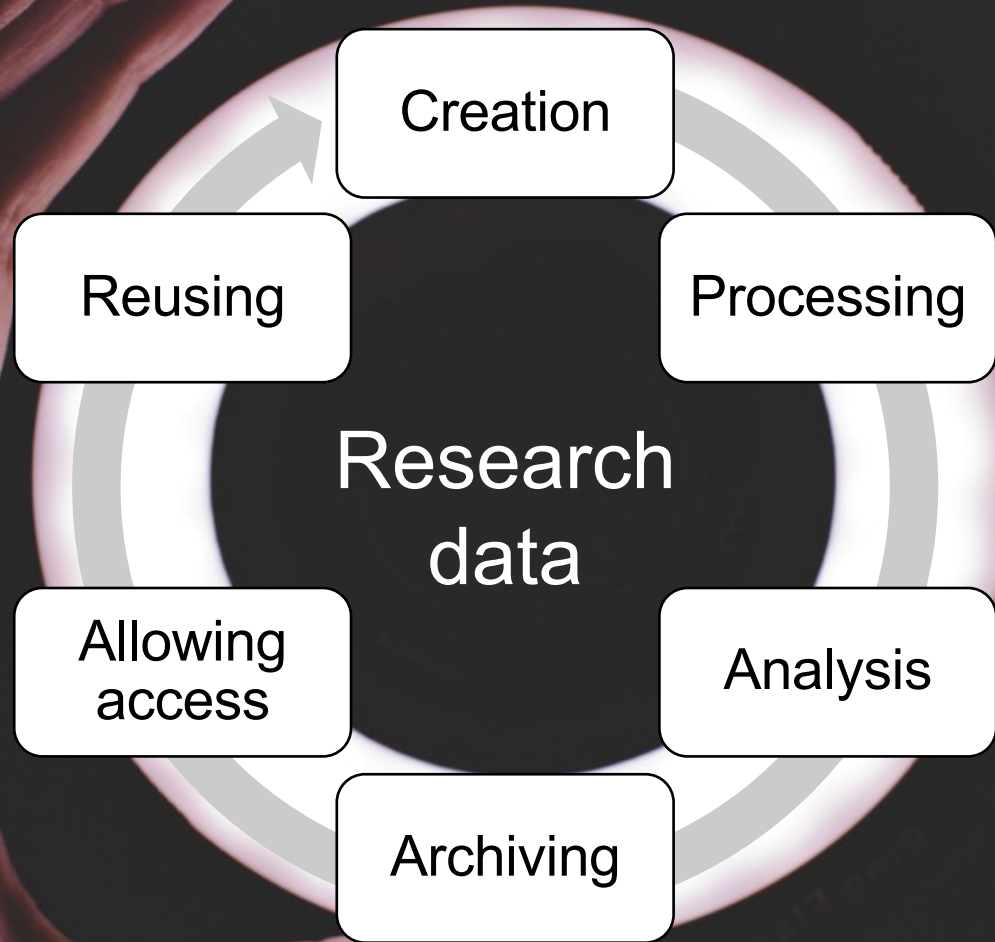 Creation
Processing
Analysis
Archiving
Allowing
access
Reusing
Research
data